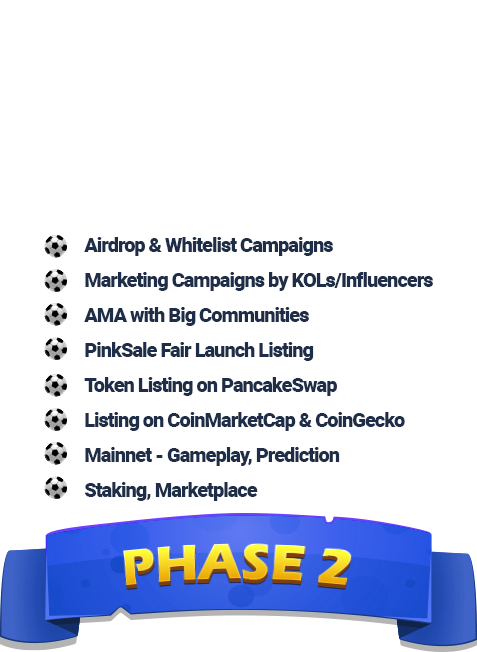 Airdrop & Whitelist Campaigns
Marketing Campaigns by KOLs/Influencers
AMA with Big Communities
PinkSale Fair Launch Listing
Token Listing on PancakeSwap
Listing on CoinMarketCap & CoinGecko
Mainnet - Gameplay, Prediction
Staking, Marketplace
PHASE 2